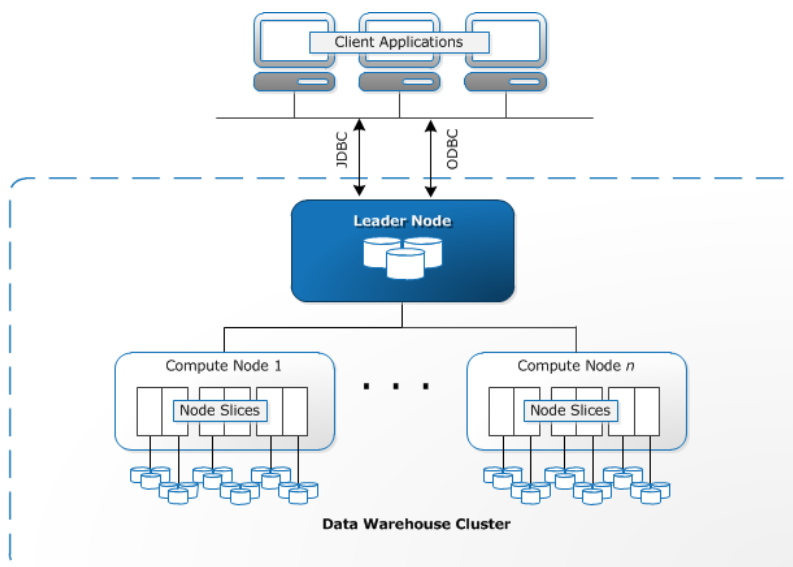 Client Applications
JDBC
ODBC
Leader Node
Compute Node 1
Compute Node n
. . .
Node Slices
Node Slices
Data Warehouse Cluster